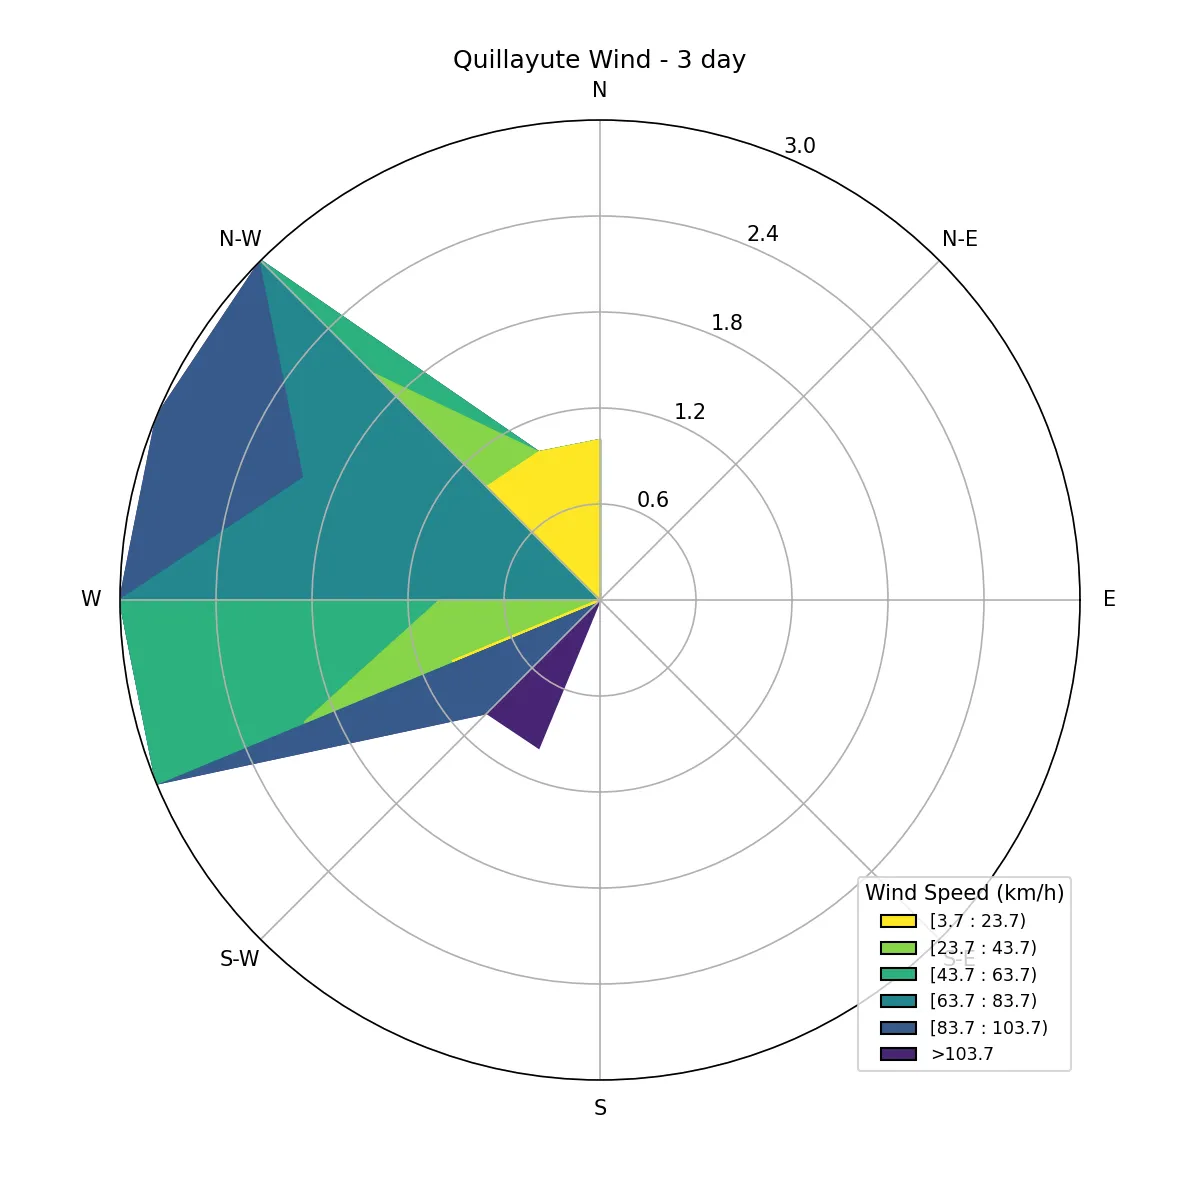 Quillayute Wind - 3 day
N
3.0
2.4
N-W
N-E
1.8
1.2
0.6
W
E
Wind Speed (km/h)
[3.7 : 23.7)
[23.7 : 43.7)
S-W
S-E
[43.7 : 63.7)
[63.7 : 83.7)
[83.7 : 103.7)
>103.7
S